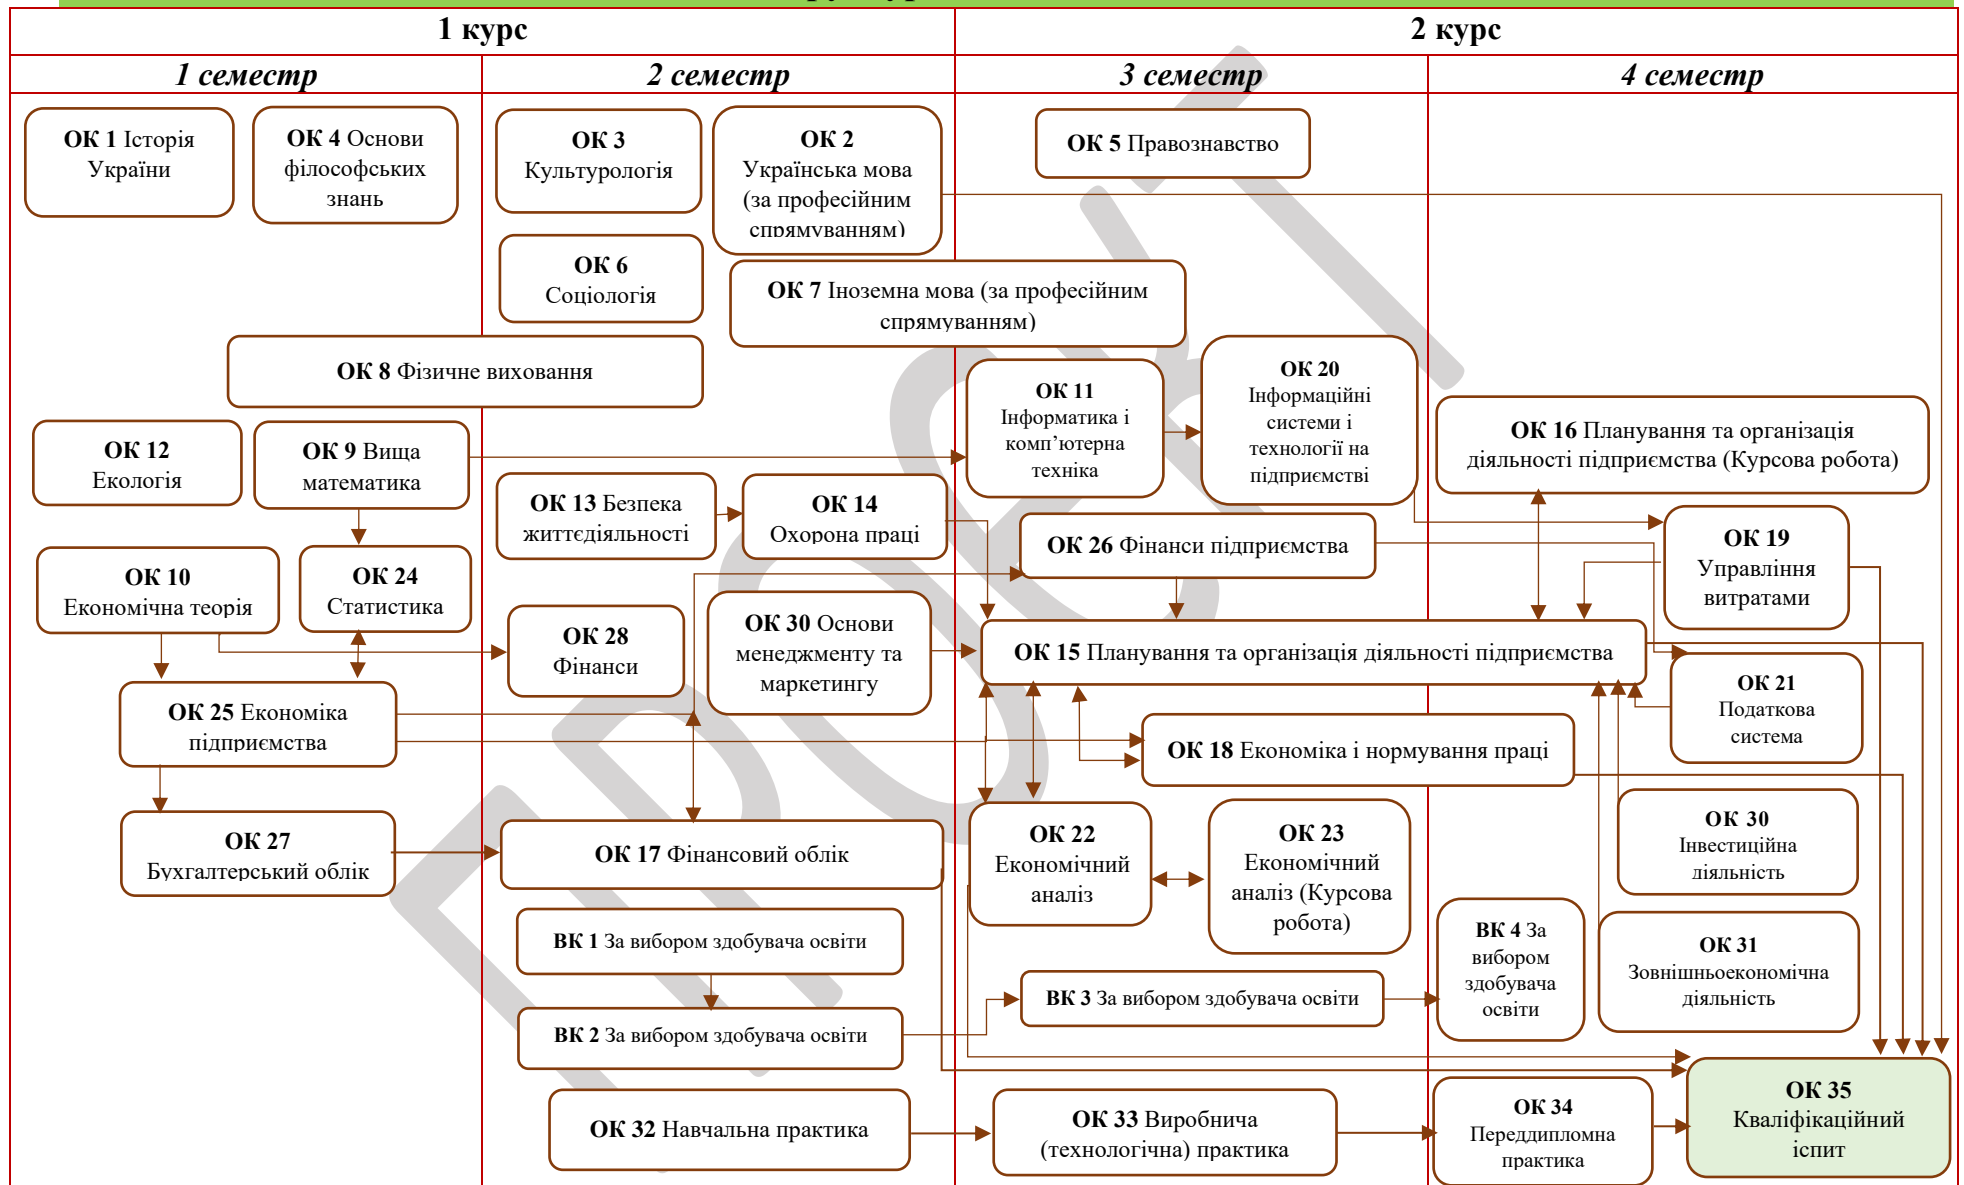 1 курс
2 курс
1 семестр
2 семестр
3 семестр
4 семестр
ОК 1 Історія
України
ОК 4 Основи
філософських
знань
ОК 3
Культурологія
ОК 2
Українська мова
(за професійним
спрямуванням)
ОК 5 Правознавство
ОК 6
Соціологія
ОК 7 Іноземна мова (за професійним
спрямуванням)
ОК 8 Фізичне виховання
ОК 11
Інформатика і
комп’ютерна
техніка
ОК 20
Інформаційні
системи і
технології на
підприємстві
ОК 16 Планування та організація
діяльності підприємства (Курсова робота)
ОК 12
Екологія
ОК 9 Вища
математика
ОК 13 Безпека
життєдіяльності
ОК 14
Охорона праці
ОК 26 Фінанси підприємства
ОК 19
Управління
витратами
ОК 10
Економічна теорія
ОК 24
Статистика
ОК 28
Фінанси
ОК 30 Основи
менеджменту та
маркетингу
ОК 15 Планування та організація діяльності підприємства
ОК 21
Податкова
система
ОК 25 Економіка
підприємства
ОК 18 Економіка і нормування праці
ОК 27
Бухгалтерський облік
ОК 17 Фінансовий облік
ОК 22
Економічний
аналіз
ОК 23
Економічний
аналіз (Курсова
робота)
ОК 30
Інвестиційна
діяльність
ВК 1 За вибором здобувача освіти
ВК 4 За
вибором
здобувача
освіти
ОК 31
Зовнішньоекономічна
діяльність
ВК 2 За вибором здобувача освіти
ВК 3 За вибором здобувача освіти
ОК 32 Навчальна практика
ОК 33 Виробнича
(технологічна) практика
ОК 34
Переддипломна
практика
ОК 35
Кваліфікаційний
іспит
ПРОЄКТ